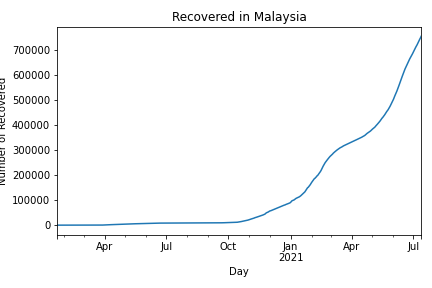 Recovered in Malaysia
Number of Recovered
700000
600000
500000
400000
300000
200000
100000
0
Apr
Jul
Oct
Jan
2021
Apr
Jul
Day